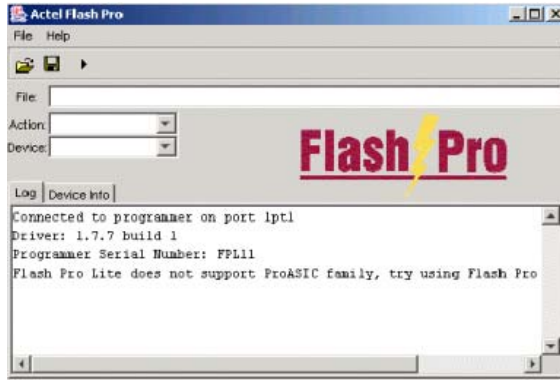 Actel Flash Pro
File Help
File:
Action:
Device:
Flash Pro
Log Device Info
Connected to programmer on port lpt1
Driver: 1.7.7 build 1
Programmer Serial Number: FPL11
Flash Pro Lite does not support ProASIC family, try using Flash Pro